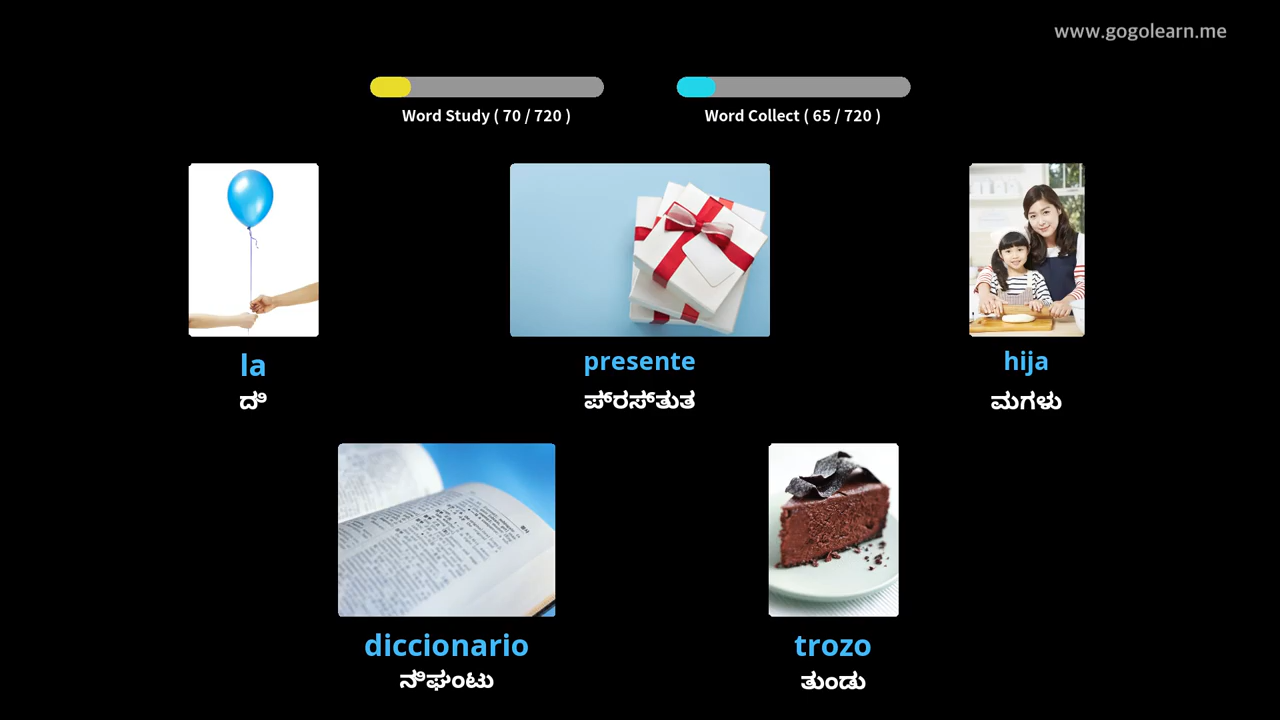 www.gogolearn.me
Word Study ( 70 / 720 )
Word Collect ( 65 / 720 )
la
ದಿ
presente
ಪ್ರಸ್ತುತ
hija
ಮಗಳು
diccionario
ನಿಘಂಟು
trozo
ತುಂಡು